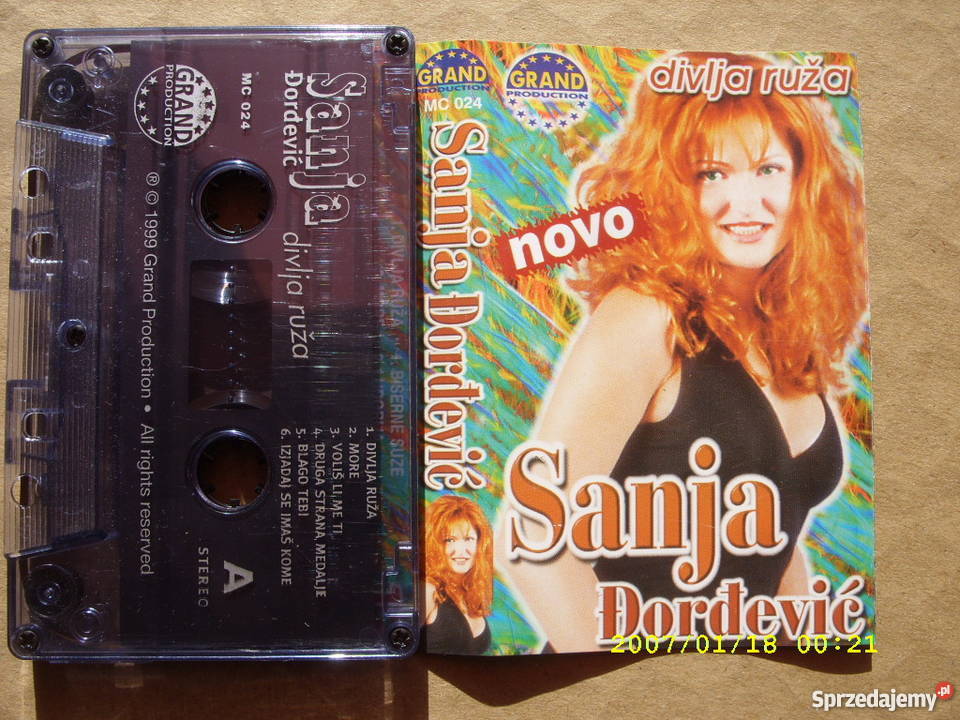 GRAND
PRODUCTION
MC 024
Sanja
Đorđević
divlja ruža
℗ © 1999 Grand Production • All rights reserved
1. DIVLJA RUŽA
2. MORE
3. VOLIŠ LI ME TI
4. DRUGA STRANA MEDALJE
5. BLAGO TEBI
6. IZJADAJ SE IMAŠ KOME
A
STEREO
GRAND
PRODUCTION
MC 024
Sanja Đorđević
GRAND
PRODUCTION
divlja ruža
novo
Sanja
Đorđević
2007/01/18 00:21
Sprzedajemy.pl